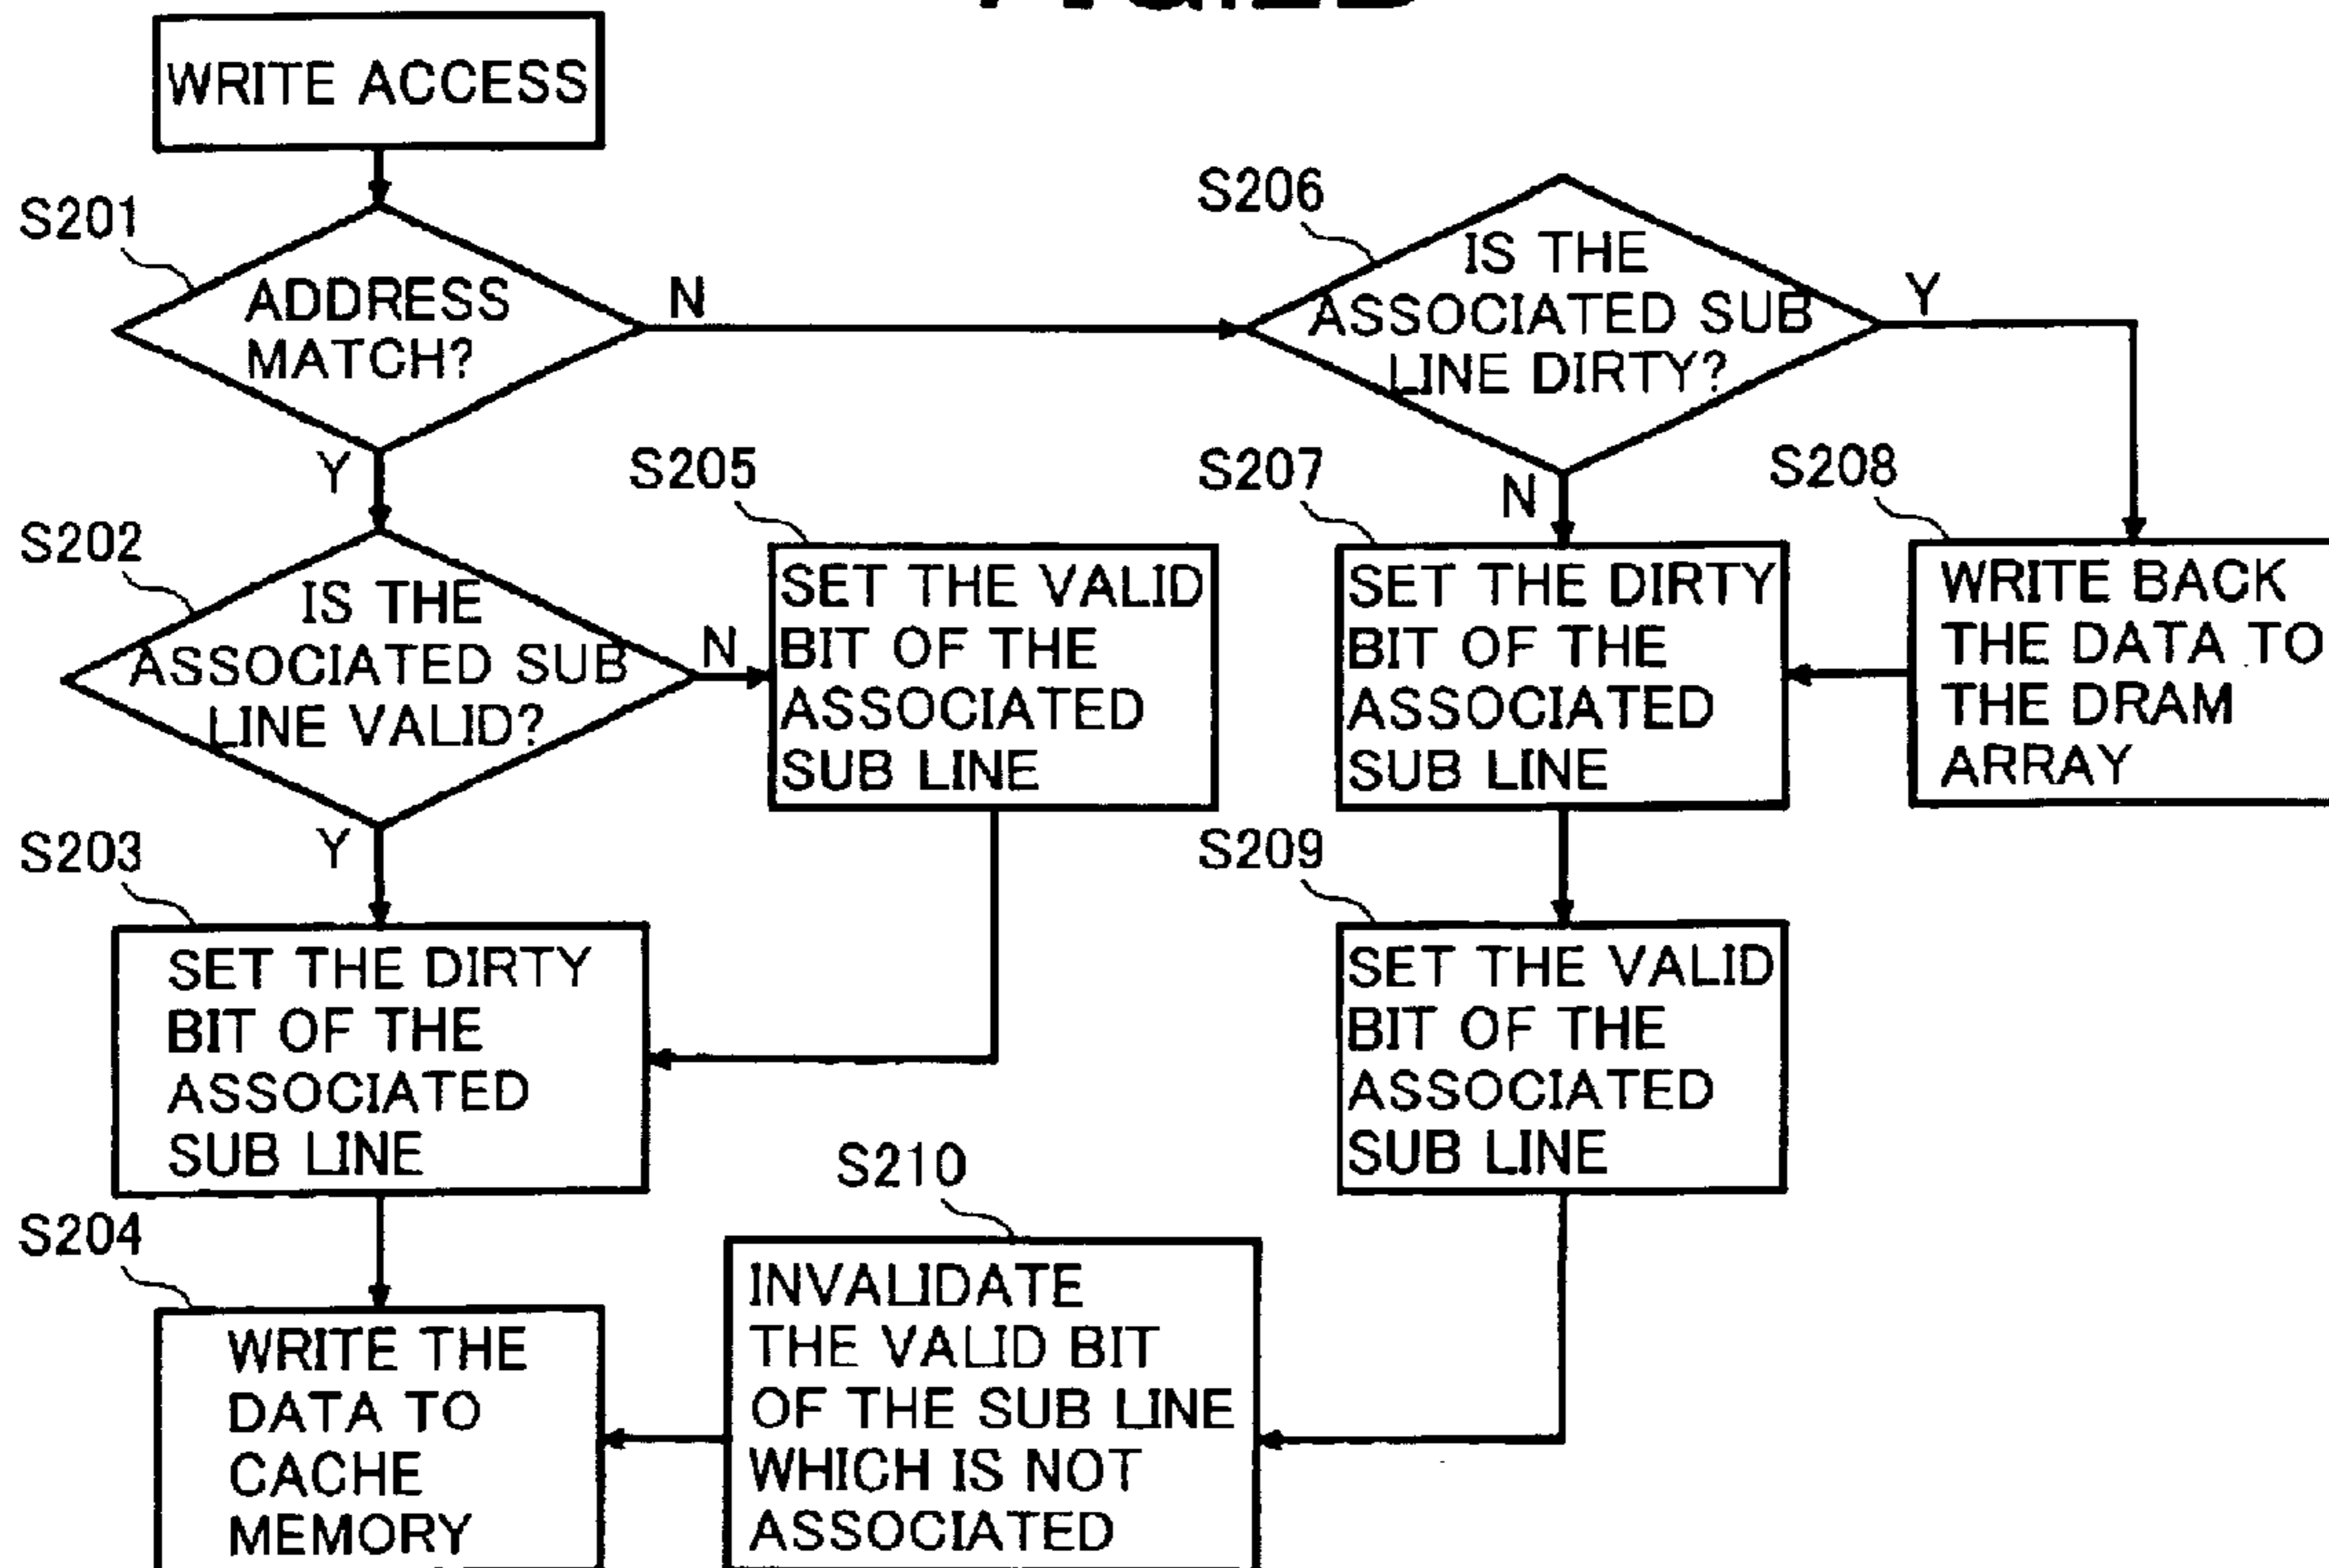 WRITE ACCESS
S201
ADDRESS
MATCH?
N
Y
S206
IS THE
ASSOCIATED SUB
LINE DIRTY?
Y
N
S202
IS THE
ASSOCIATED SUB
LINE VALID?
N
Y
S205
SET THE VALID
BIT OF THE
ASSOCIATED
SUB LINE
S207
SET THE DIRTY
BIT OF THE
ASSOCIATED
SUB LINE
S208
WRITE BACK
THE DATA TO
THE DRAM
ARRAY
S203
SET THE DIRTY
BIT OF THE
ASSOCIATED
SUB LINE
S209
SET THE VALID
BIT OF THE
ASSOCIATED
SUB LINE
S204
WRITE THE
DATA TO
CACHE
MEMORY
S210
INVALIDATE
THE VALID BIT
OF THE SUB LINE
WHICH IS NOT
ASSOCIATED